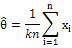 θ̂ = 1/kn ∑_{i=1}^{n} x_i